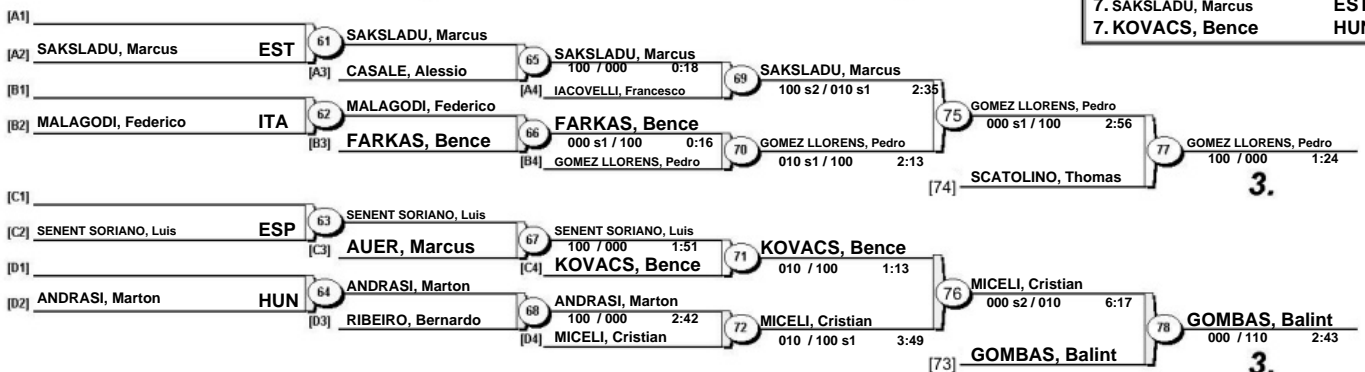 7. SAKSLADU, Marcus EST
7. KOVACS, Bence HUN
[A1]
[A2] SAKSLADU, Marcus EST
61 SAKSLADU, Marcus
[A3] CASALE, Alessio
65 SAKSLADU, Marcus
100 / 000 0:18
[A4] IACOVELLI, Francesco
69 SAKSLADU, Marcus
100 s2 / 010 s1 2:35
[B1]
[B2] MALAGODI, Federico ITA
62 MALAGODI, Federico
[B3] FARKAS, Bence
66 FARKAS, Bence
000 s1 / 100 0:16
[B4] GOMEZ LLORENS, Pedro
70 GOMEZ LLORENS, Pedro
010 s1 / 100 2:13
75 GOMEZ LLORENS, Pedro
000 s1 / 100 2:56
[74] SCATOLINO, Thomas
77 GOMEZ LLORENS, Pedro
100 / 000 1:24
3.
[C1]
[C2] SENENT SORIANO, Luis ESP
63 SENENT SORIANO, Luis
[C3] AUER, Marcus
67 SENENT SORIANO, Luis
100 / 000 1:51
[C4] KOVACS, Bence
71 KOVACS, Bence
010 / 100 1:13
[D1]
[D2] ANDRASI, Marton HUN
64 ANDRASI, Marton
[D3] RIBEIRO, Bernardo
68 ANDRASI, Marton
100 / 000 2:42
[D4] MICELI, Cristian
72 MICELI, Cristian
010 / 100 s1 3:49
76 MICELI, Cristian
000 s2 / 010 6:17
[73] GOMBAS, Balint
78 GOMBAS, Balint
000 / 110 2:43
3.